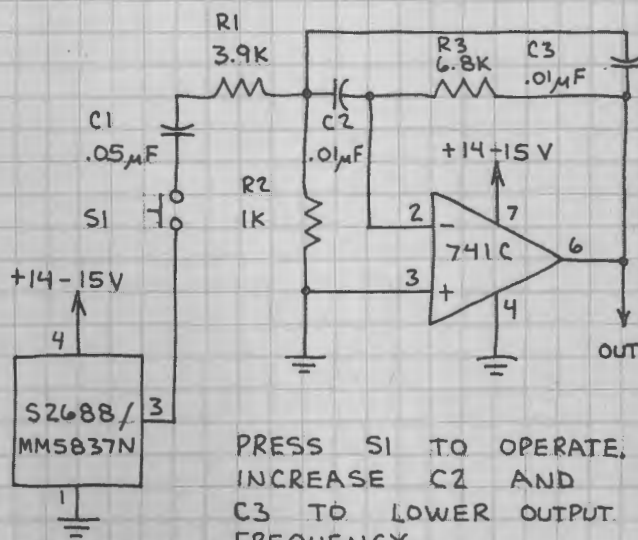 R1
3.9K
R3
6.8K
C3
.01µF
C1
.05µF
C2
.01µF
+14-15 V
R2
1K
S1
2
-
7
741C
6
3
+
4
OUT
+14-15V
4
S2688/
MM5837N
3
1
PRESS S1 TO OPERATE.
INCREASE C2 AND
C3 TO LOWER OUTPUT
FREQUENCY